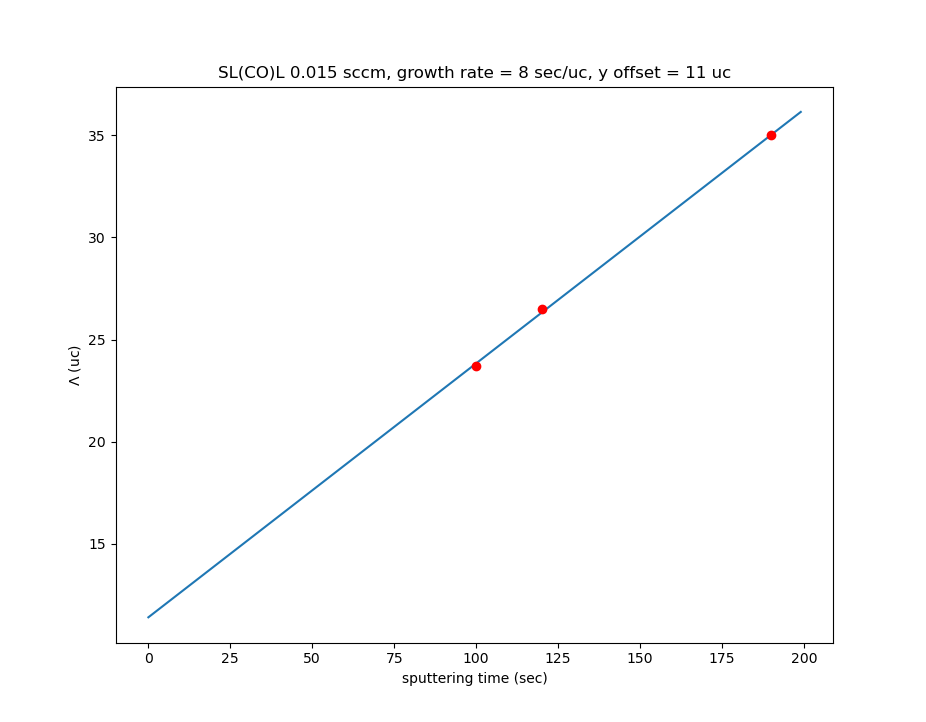 SL(CO)L 0.015 sccm, growth rate = 8 sec/uc, y offset = 11 uc
35
30
25
20
15
Λ (uc)
0 25 50 75 100 125 150 175 200
sputtering time (sec)